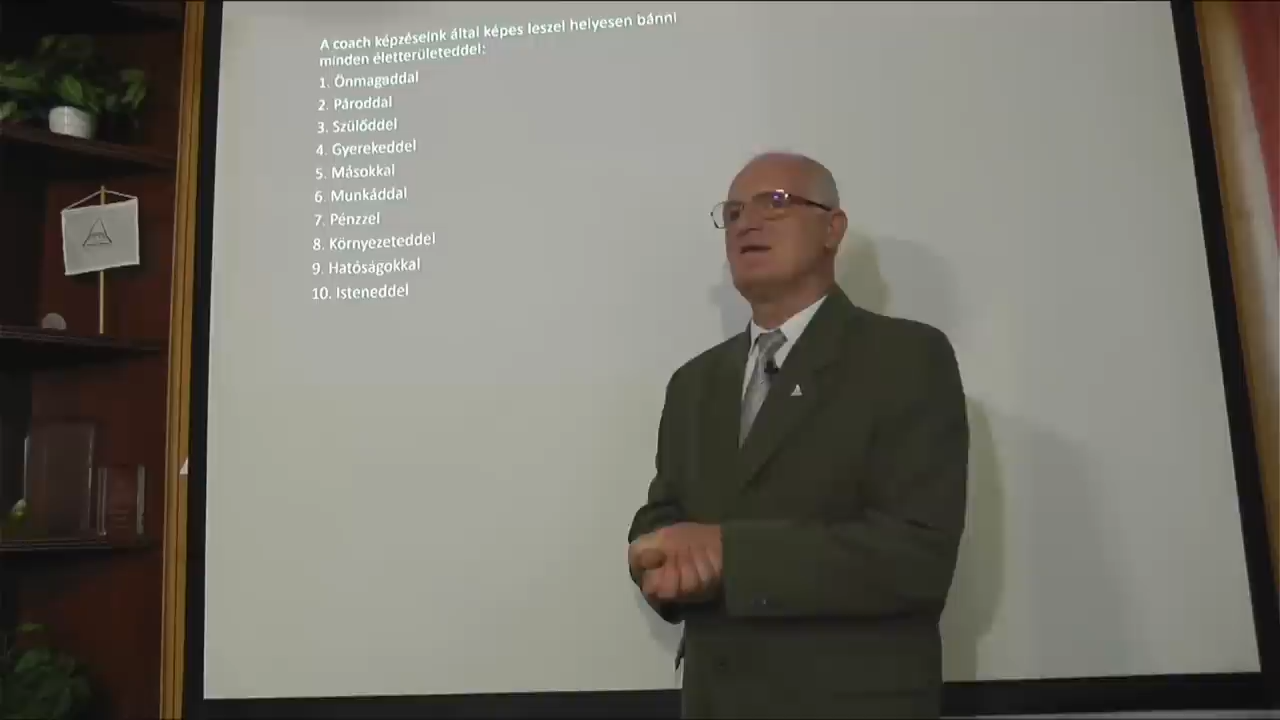 A coach képzéseink által képes leszel helyesen bánni
minden életterületeddel:
1. Önmagaddal
2. Pároddal
3. Szülőddel
4. Gyerekeddel
5. Másokkal
6. Munkáddal
7. Pénzzel
8. Környezeteddel
9. Hatóságokkal
10. Isteneddel